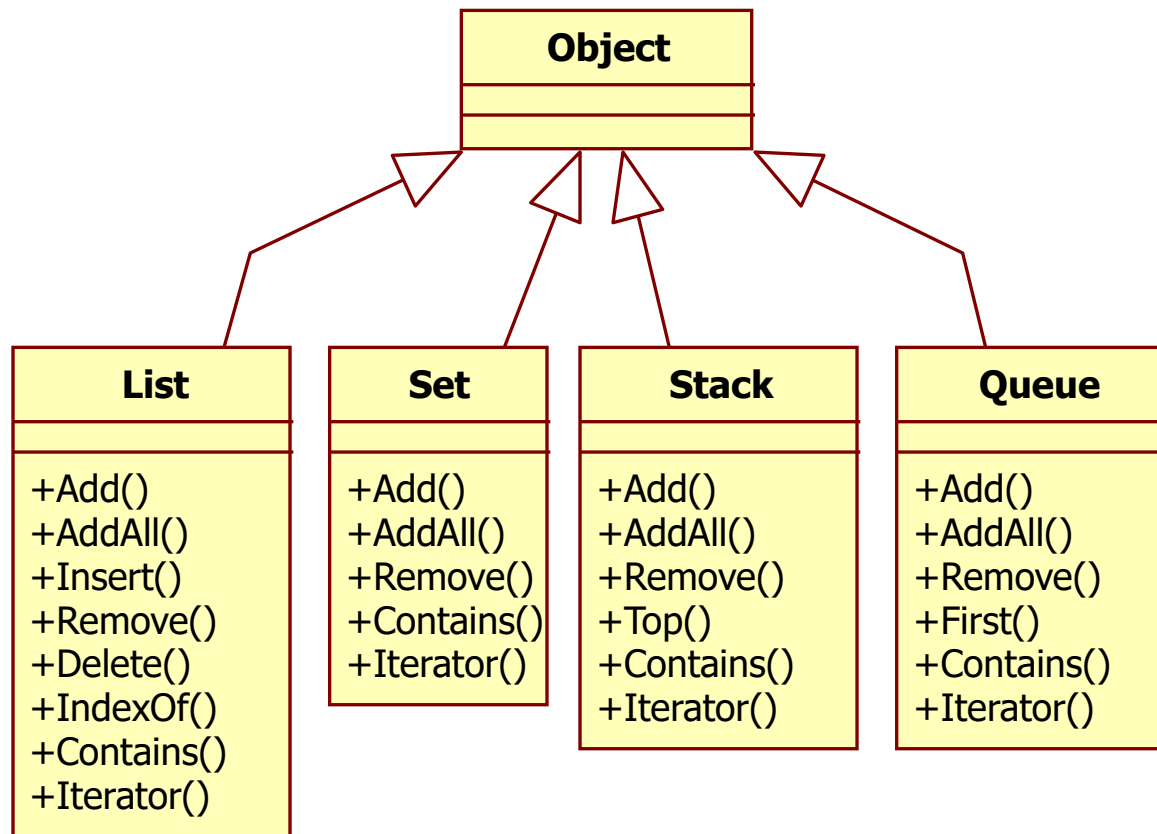 Object
List
+Add()
+AddAll()
+Insert()
+Remove()
+Delete()
+IndexOf()
+Contains()
+Iterator()
Set
+Add()
+AddAll()
+Remove()
+Contains()
+Iterator()
Stack
+Add()
+AddAll()
+Remove()
+Top()
+Contains()
+Iterator()
Queue
+Add()
+AddAll()
+Remove()
+First()
+Contains()
+Iterator()